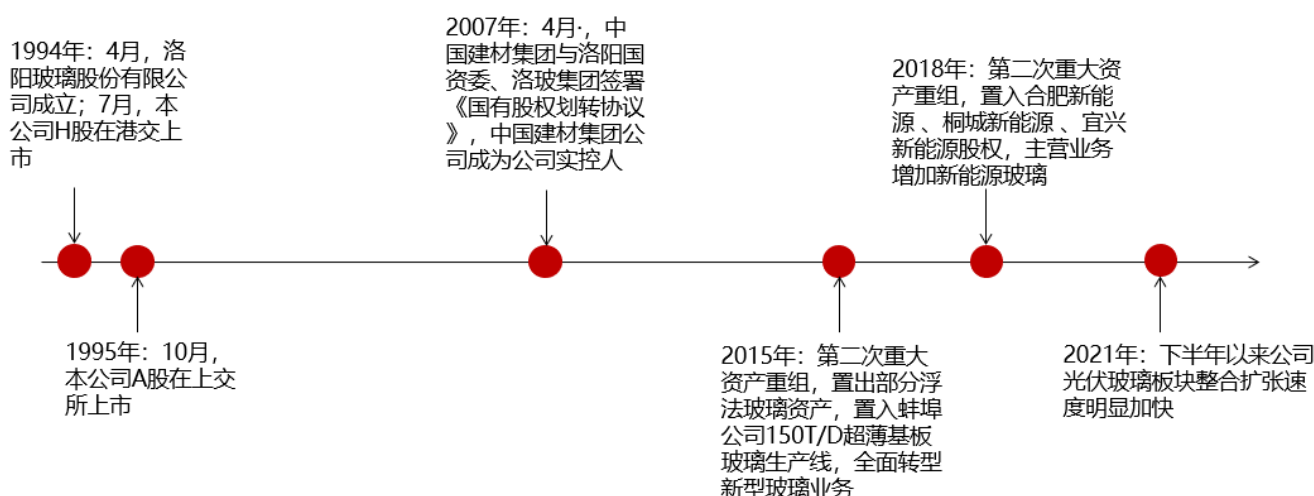 1994年：4月，洛
阳玻璃股份有限公
司成立；7月，本
公司H股在港交上
市
1995年：10月，
本公司A股在上交
所上市
2007年：4月·，中
国建材集团与洛阳国
资委、洛玻集团签署
《国有股权划转协议
》，中国建材集团公
司成为公司实控人
2015年：第二次重大
资产重组，置出部分浮
法玻璃资产，置入蚌埠
公司150T/D超薄基板
玻璃生产线，全面转型
新型玻璃业务
2018年：第二次重大资
产重组，置入合肥新能
源 、桐城新能源 、宜兴
新能源股权，主营业务
增加新能源玻璃
2021年：下半年以来公司
光伏玻璃板块整合扩张速
度明显加快